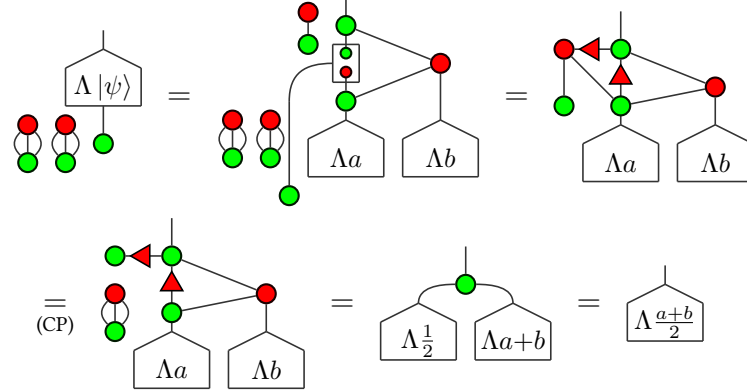 Λ|ψ⟩ = Λa Λb = Λa Λb
= (CP) Λa Λb = Λ1/2 Λa+b = Λ(a+b)/2